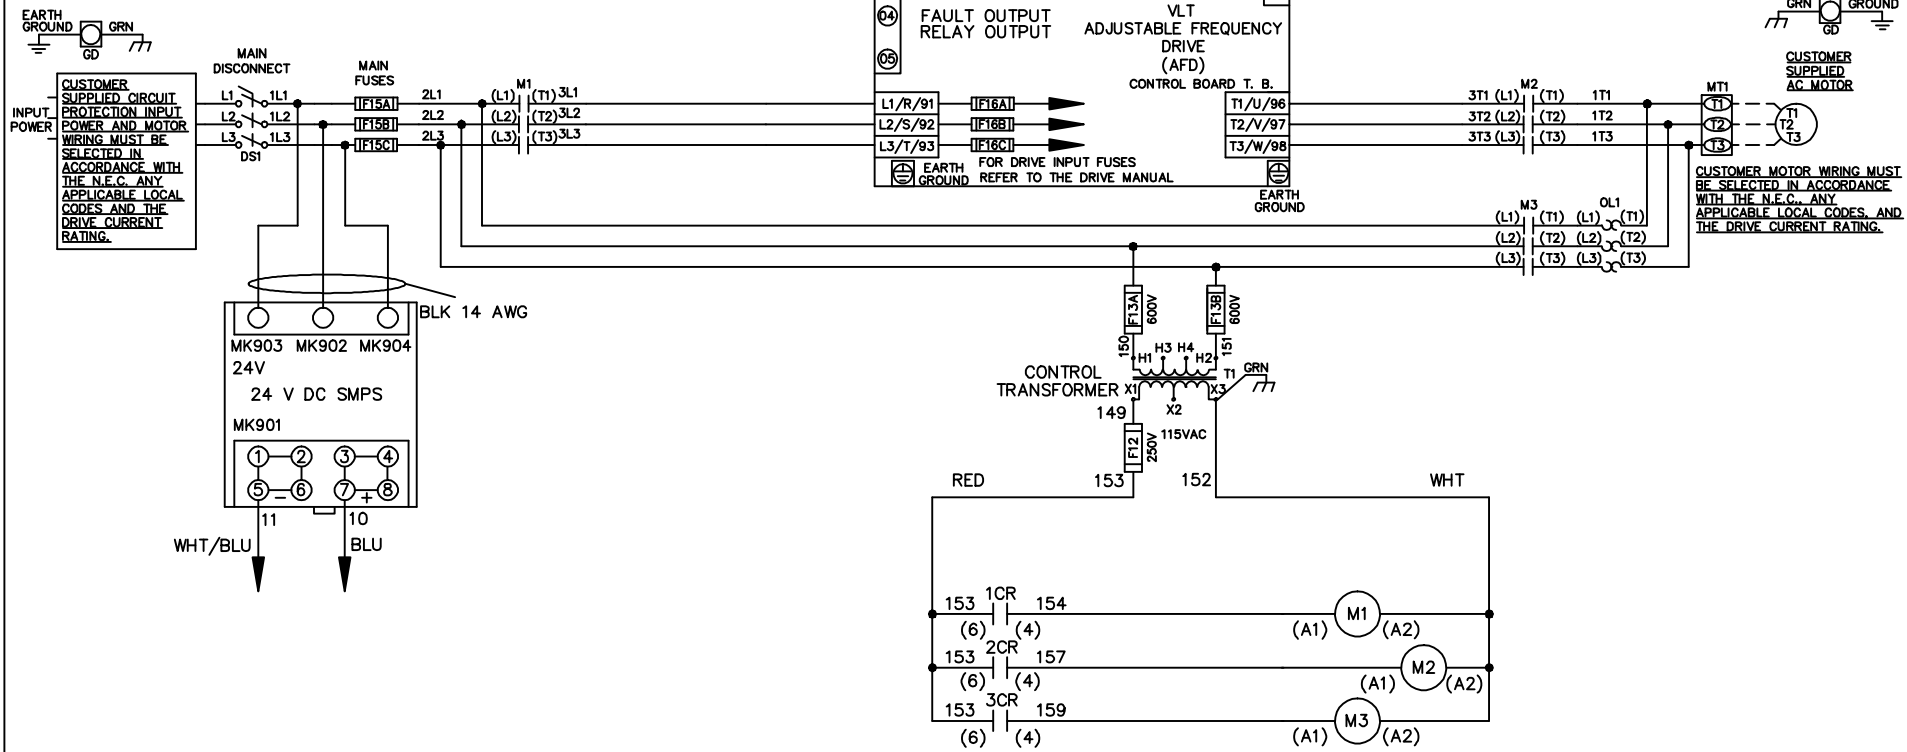 EARTH
GROUND
GRN
GD
MAIN
DISCONNECT
MAIN
FUSES
INPUT
POWER
CUSTOMER
SUPPLIED CIRCUIT
PROTECTION INPUT
POWER AND MOTOR
WIRING MUST BE
SELECTED IN
ACCORDANCE WITH
THE N.E.C. ANY
APPLICABLE LOCAL
CODES AND THE
DRIVE CURRENT
RATING.
L1 1L1
L2 1L2
L3 1L3
DS1
F15A
F15B
F15C
2L1
2L2
2L3
M1
(L1) (T1) 3L1
(L2) (T2) 3L2
(L3) (T3) 3L3
04
05
FAULT OUTPUT
RELAY OUTPUT
VLT
ADJUSTABLE FREQUENCY
DRIVE
(AFD)
CONTROL BOARD T. B.
L1/R/91
L2/S/92
L3/T/93
F16A
F16B
F16C
T1/U/96
T2/V/97
T3/W/98
EARTH
GROUND
FOR DRIVE INPUT FUSES
REFER TO THE DRIVE MANUAL
EARTH
GROUND
M2
3T1 (L1) (T1) 1T1
3T2 (L2) (T2) 1T2
3T3 (L3) (T3) 1T3
MT1
T1
T2
T3
T1
T2
T3
GRN
GROUND
GD
CUSTOMER
SUPPLIED
AC MOTOR
CUSTOMER MOTOR WIRING MUST
BE SELECTED IN ACCORDANCE
WITH THE N.E.C., ANY
APPLICABLE LOCAL CODES, AND
THE DRIVE CURRENT RATING.
M3
OL1
(L1) (T1) (L1) (T1)
(L2) (T2) (L2) (T2)
(L3) (T3) (L3) (T3)
BLK 14 AWG
MK903 MK902 MK904
24V
24 V DC SMPS
MK901
1 2 3 4
5 - 6 7 + 8
11
10
WHT/BLU
BLU
F13A
600V
F13B
600V
150
151
H1 H3 H4 H2
CONTROL
TRANSFORMER
T1
GRN
X1
X2
X3
149
F12
250V
115VAC
153
152
RED
WHT
1CR
153 154
(6) (4)
M1
(A1) (A2)
2CR
153 157
(6) (4)
M2
(A1) (A2)
3CR
153 159
(6) (4)
M3
(A1) (A2)